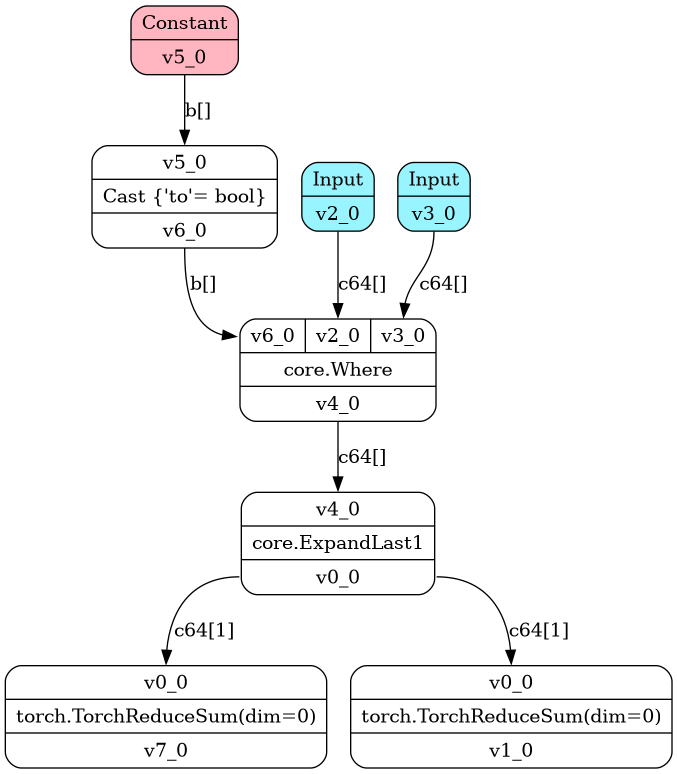 Constant
v5_0
b[]
v5_0
Cast {'to'= bool}
v6_0
Input
v2_0
Input
v3_0
b[]
c64[]
c64[]
v6_0
v2_0
v3_0
core.Where
v4_0
c64[]
v4_0
core.ExpandLast1
v0_0
c64[1]
c64[1]
v0_0
torch.TorchReduceSum(dim=0)
v7_0
v0_0
torch.TorchReduceSum(dim=0)
v1_0